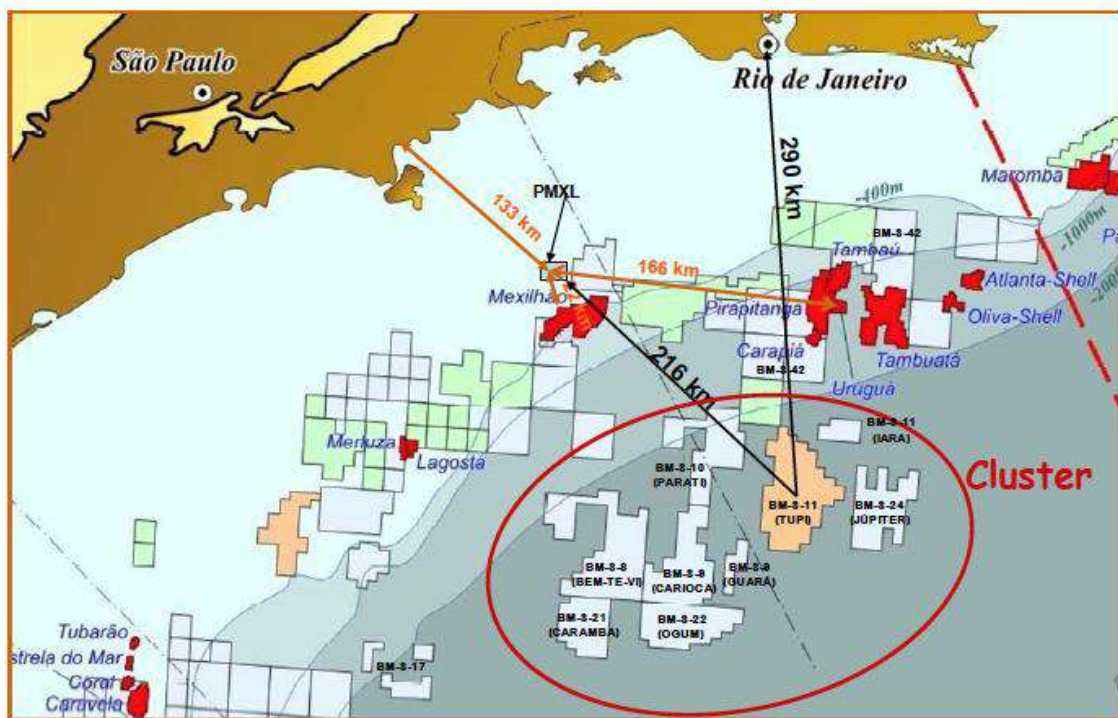 São Paulo
Rio de Janeiro
Maromba
-400m
-1000m
PMXL
133 km
290 km
166 km
216 km
BM-S-42
Tambaú
Atlanta-Shell
Oliva-Shell
Mexilhão
Pirapitanga
Carapiá
Tambuatá
BM-S-42
Uruguá
Merluza
Lagosta
BM-S-11
(IARA)
Cluster
BM-S-10
(PARATI)
BM-S-11
(TUPI)
BM-S-24
(JÚPITER)
BM-S-8
(BEM-TE-VI)
BM-S-9
(CARIOCA)
BM-S-9
(GUARÁ)
BM-S-21
(CARAMBA)
BM-S-22
(OGUM)
BM-S-17
Tubarão
strela do Mar
Coral
Caravela